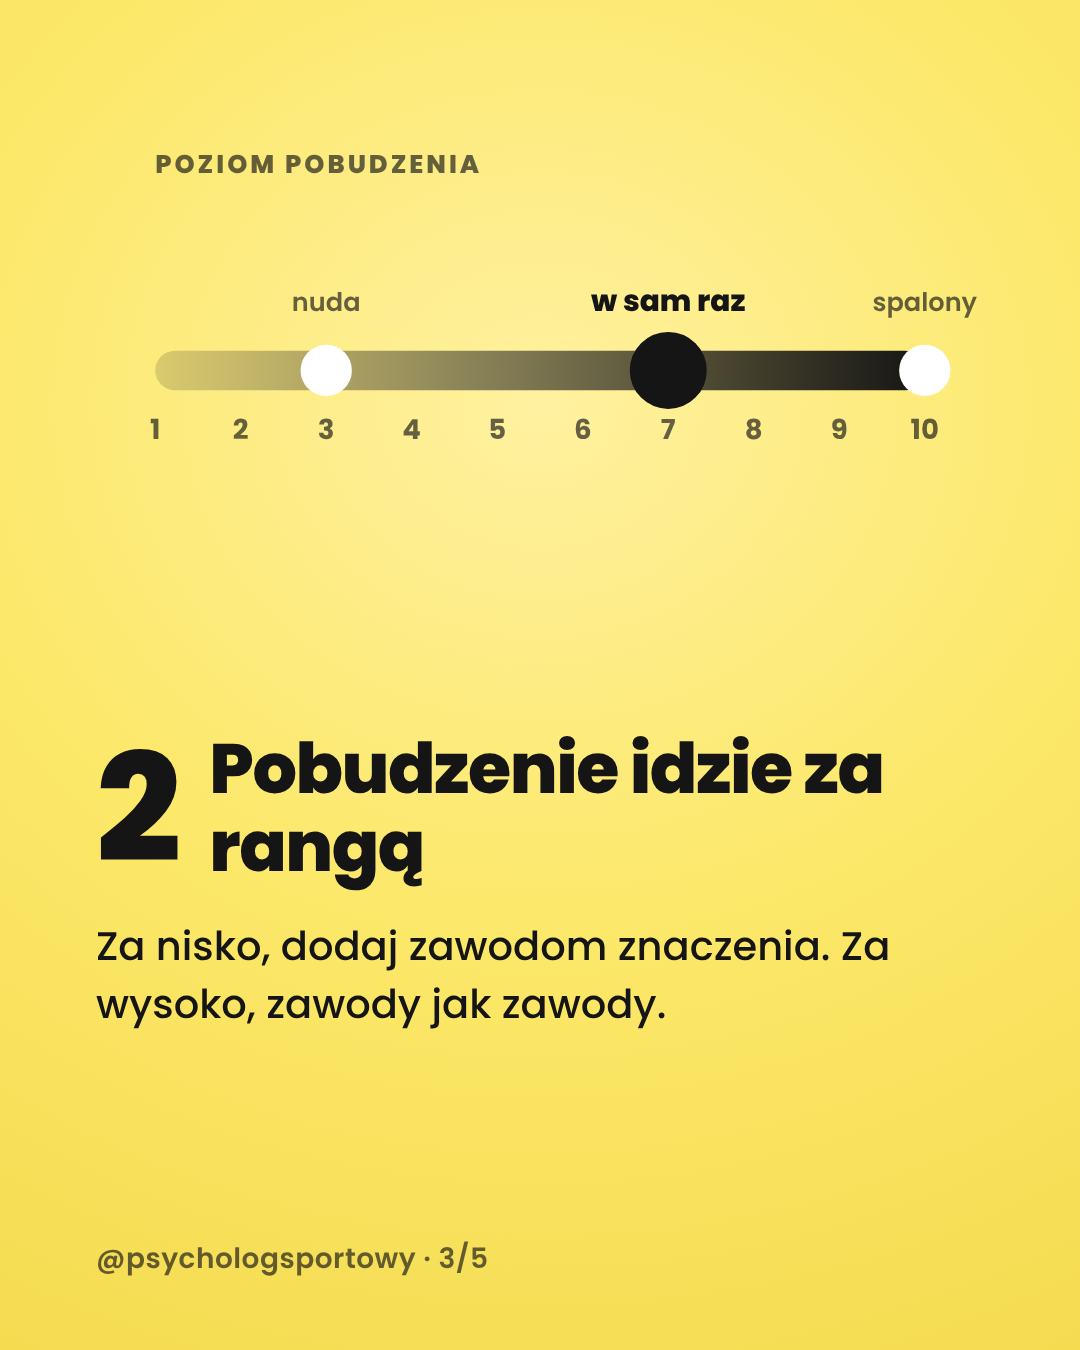 POZIOM POBUDZENIA
nuda w sam raz spalony
1 2 3 4 5 6 7 8 9 10
2 Pobudzenie idzie za
rangą
Za nisko, dodaj zawodom znaczenia. Za
wysoko, zawody jak zawody.
@psychologsportowy · 3/5